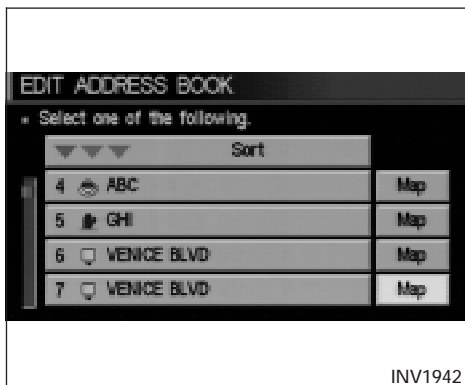 EDIT ADDRESS BOOK
Select one of the following.
Sort
4 ABC Map
5 GHI Map
6 VENICE BLVD Map
7 VENICE BLVD Map
INV1942